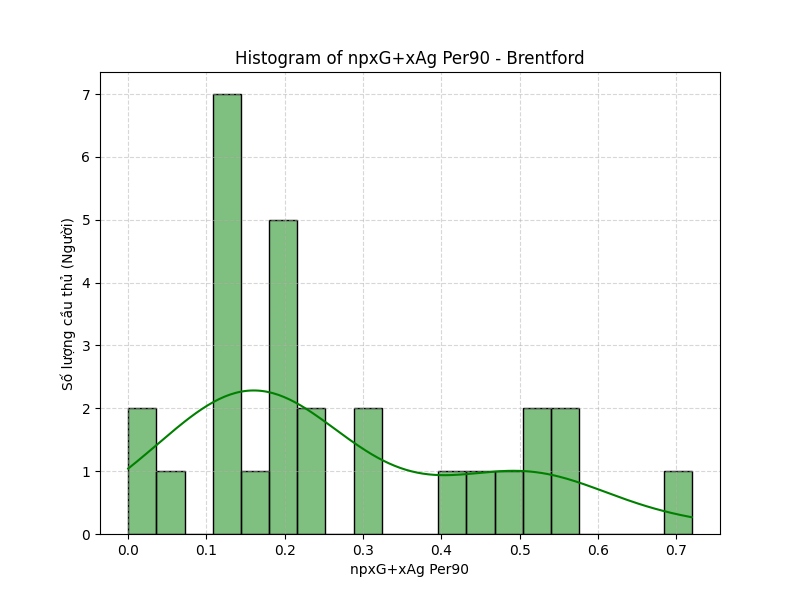 Histogram of npxG+xAg Per90 - Brentford
7
6
5
4
3
2
1
0
Số lượng cầu thủ (Người)
0.0 0.1 0.2 0.3 0.4 0.5 0.6 0.7
npxG+xAg Per90